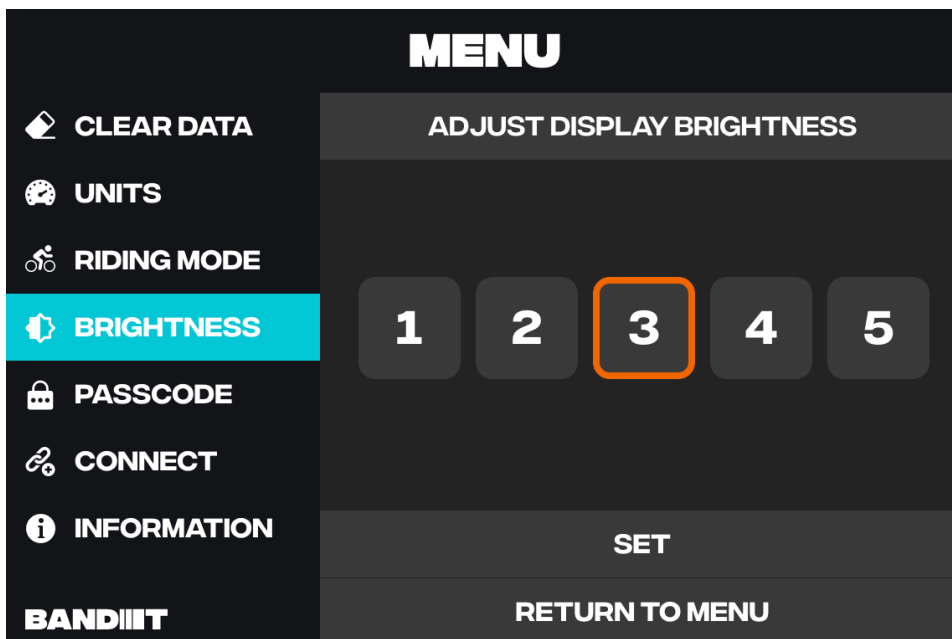 MENU
CLEAR DATA
UNITS
RIDING MODE
BRIGHTNESS
PASSCODE
CONNECT
INFORMATION
BANDIIIT
ADJUST DISPLAY BRIGHTNESS
1 2 3 4 5
SET
RETURN TO MENU